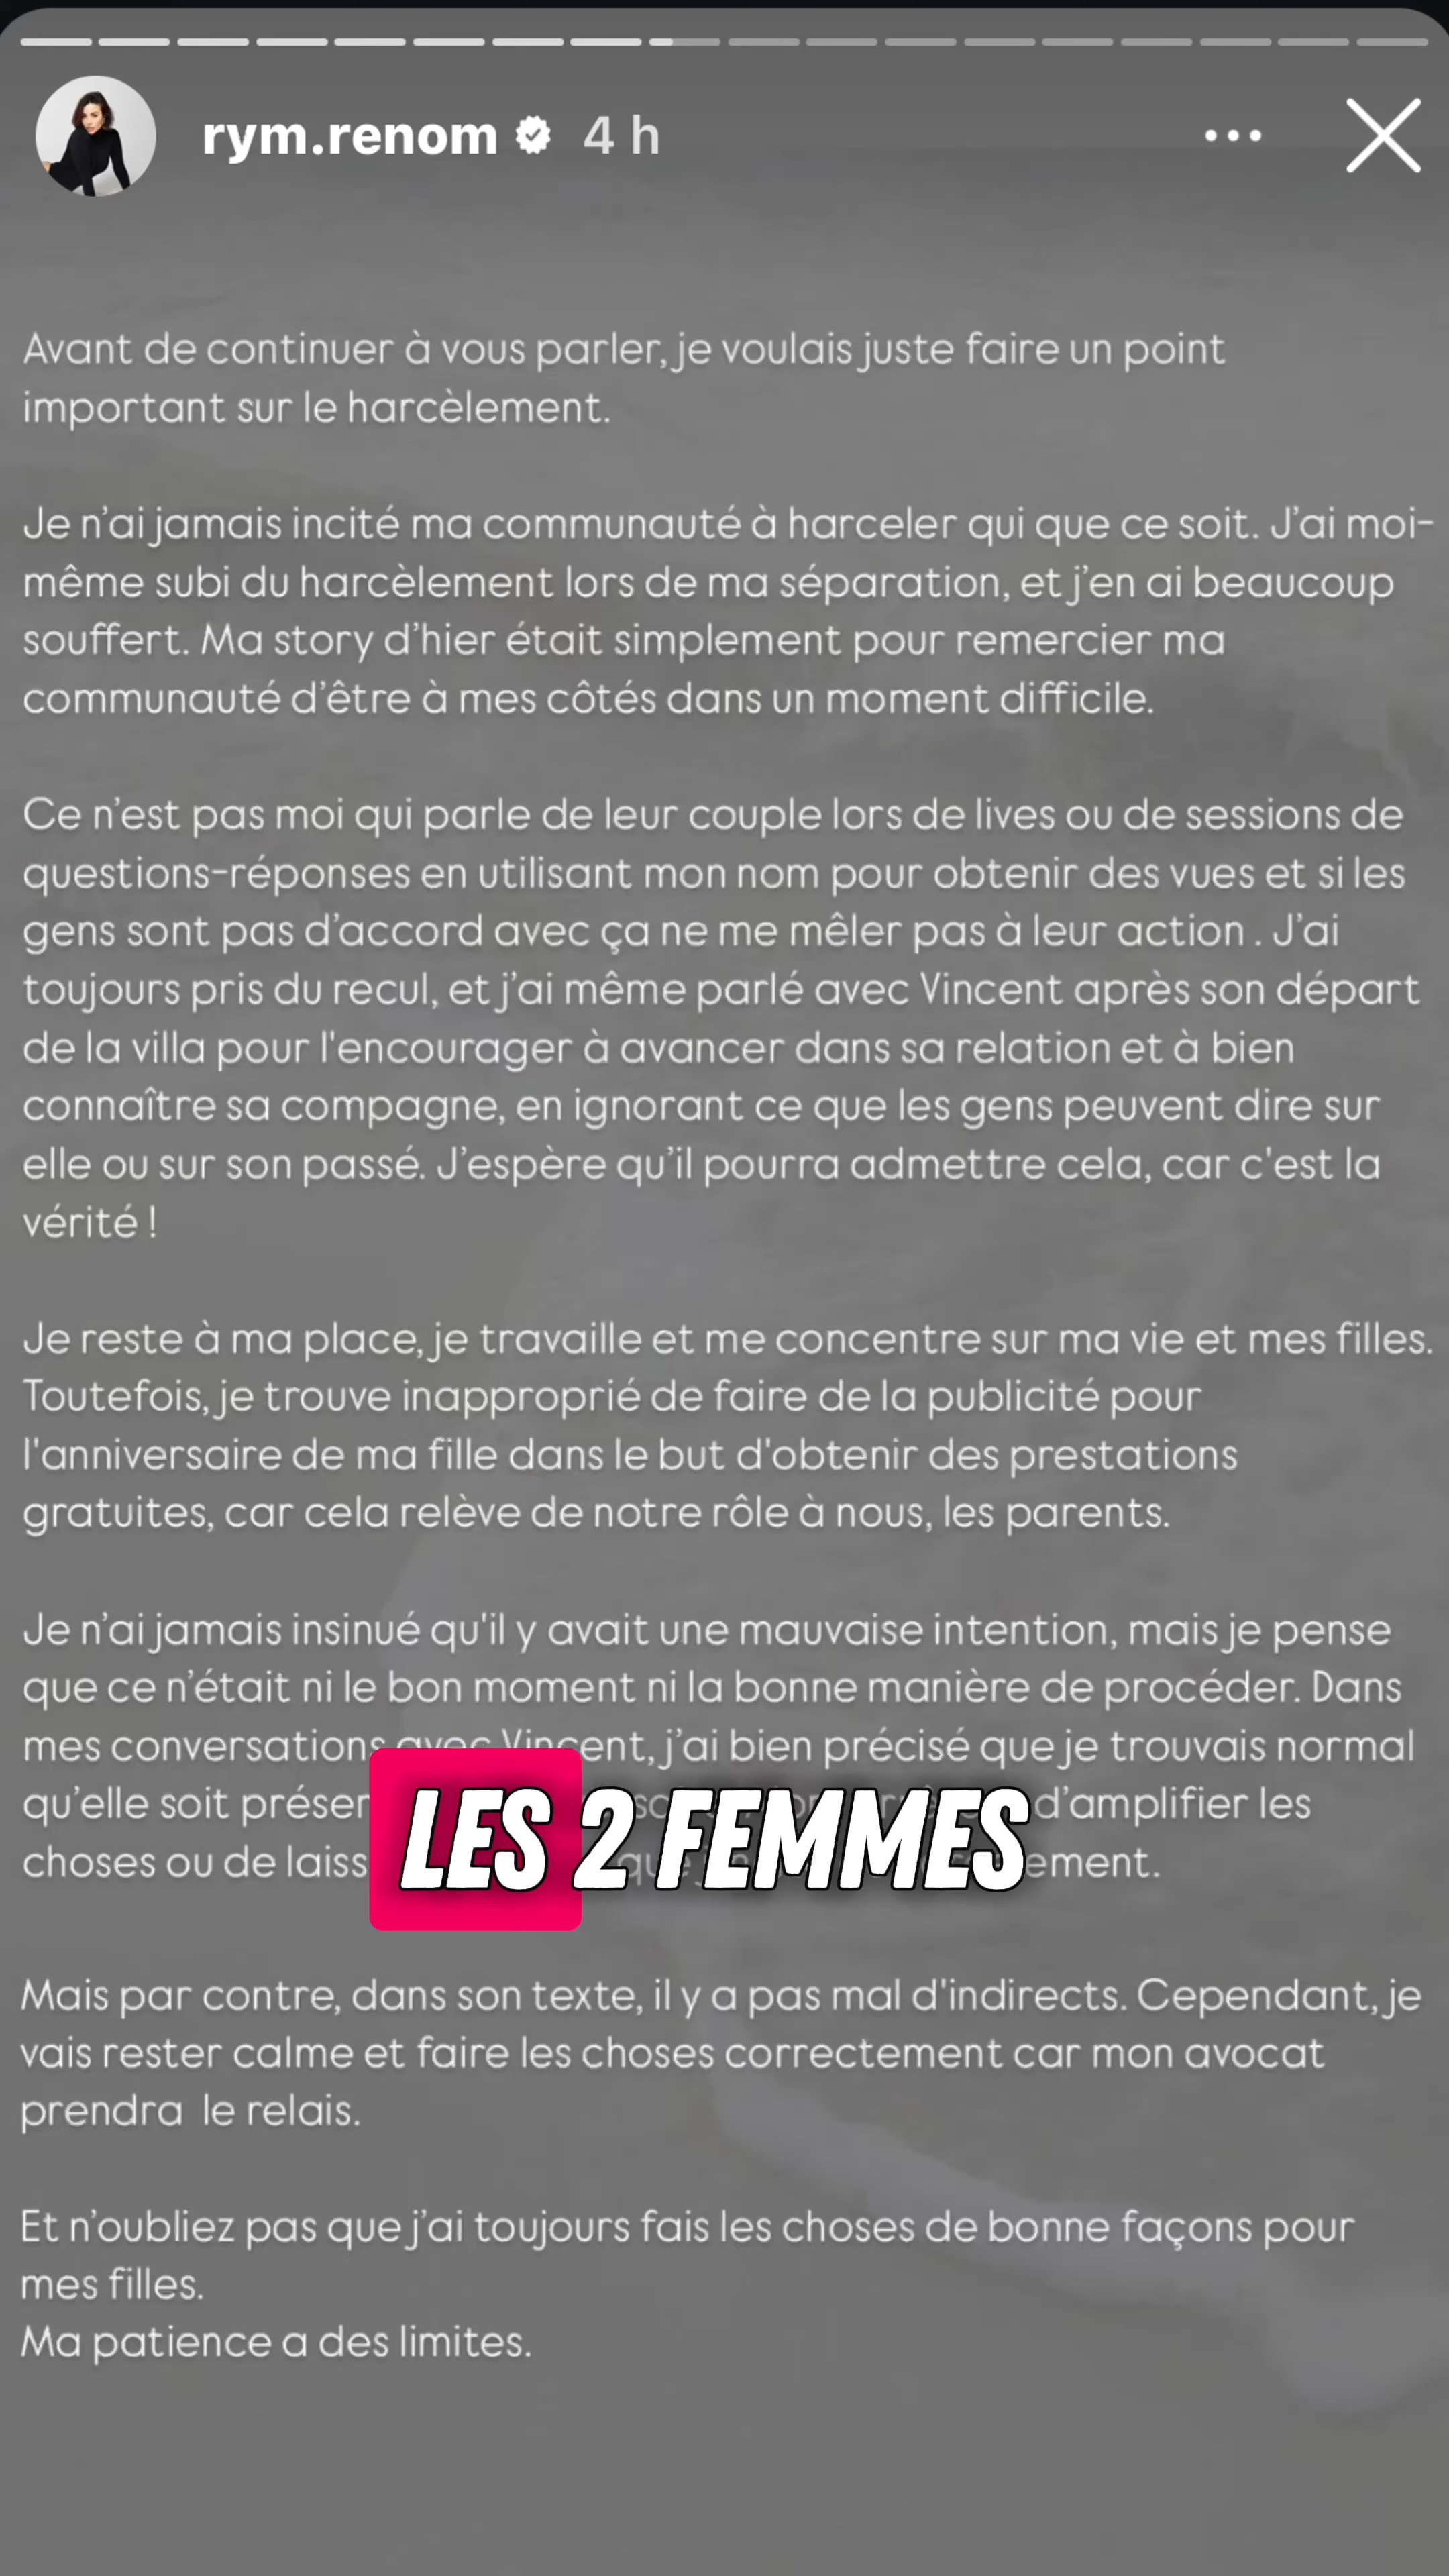 rym.renom 4 h
Avant de continuer à vous parler, je voulais juste faire un point
important sur le harcèlement.
Je n'ai jamais incité ma communauté à harceler qui que ce soit. J'ai moi-
même subi du harcèlement lors de ma séparation, et j'en ai beaucoup
souffert. Ma story d'hier était simplement pour remercier ma
communauté d'être à mes côtés dans un moment difficile.
Ce n'est pas moi qui parle de leur couple lors de lives ou de sessions de
questions-réponses en utilisant mon nom pour obtenir des vues et si les
gens sont pas d'accord avec ça ne me mêler pas à leur action . J'ai
toujours pris du recul, et j'ai même parlé avec Vincent après son départ
de la villa pour l'encourager à avancer dans sa relation et à bien
connaître sa compagne, en ignorant ce que les gens peuvent dire sur
elle ou sur son passé. J'espère qu'il pourra admettre cela, car c'est la
vérité !
Je reste à ma place, je travaille et me concentre sur ma vie et mes filles.
Toutefois, je trouve inapproprié de faire de la publicité pour
l'anniversaire de ma fille dans le but d'obtenir des prestations
gratuites, car cela relève de notre rôle à nous, les parents.
Je n'ai jamais insinué qu'il y avait une mauvaise intention, mais je pense
que ce n'était ni le bon moment ni la bonne manière de procéder. Dans
mes conversations avec Vincent, j'ai bien précisé que je trouvais normal
qu'elle soit d'amplifier les
choses ou de
LES 2 FEMMES
Mais par contre, dans son texte, il y a pas mal d'indirects. Cependant, je
vais rester calme et faire les choses correctement car mon avocat
prendra le relais.
Et n'oubliez pas que j'ai toujours fais les choses de bonne façons pour
mes filles.
Ma patience a des limites.